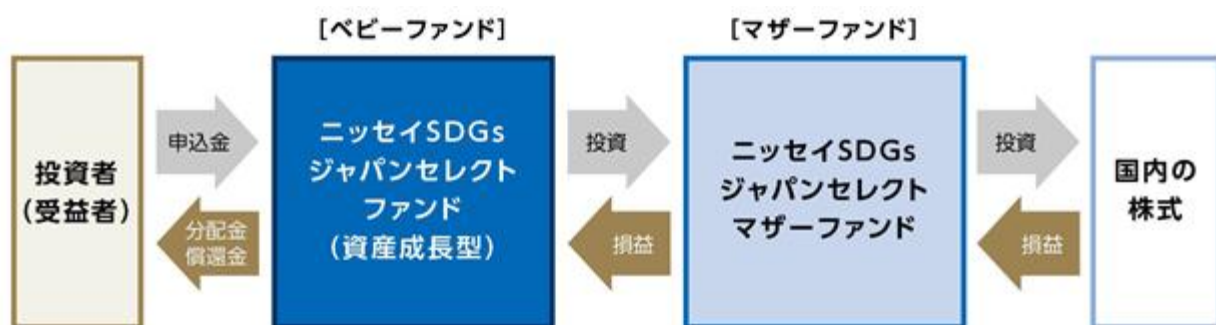 [ベビーファンド]
[マザーファンド]
投資者
(受益者)
申込金
分配金
償還金
ニッセイSDGs
ジャパンセレクト
ファンド
(資産成長型)
投資
損益
ニッセイSDGs
ジャパンセレクト
マザーファンド
投資
損益
国内の
株式